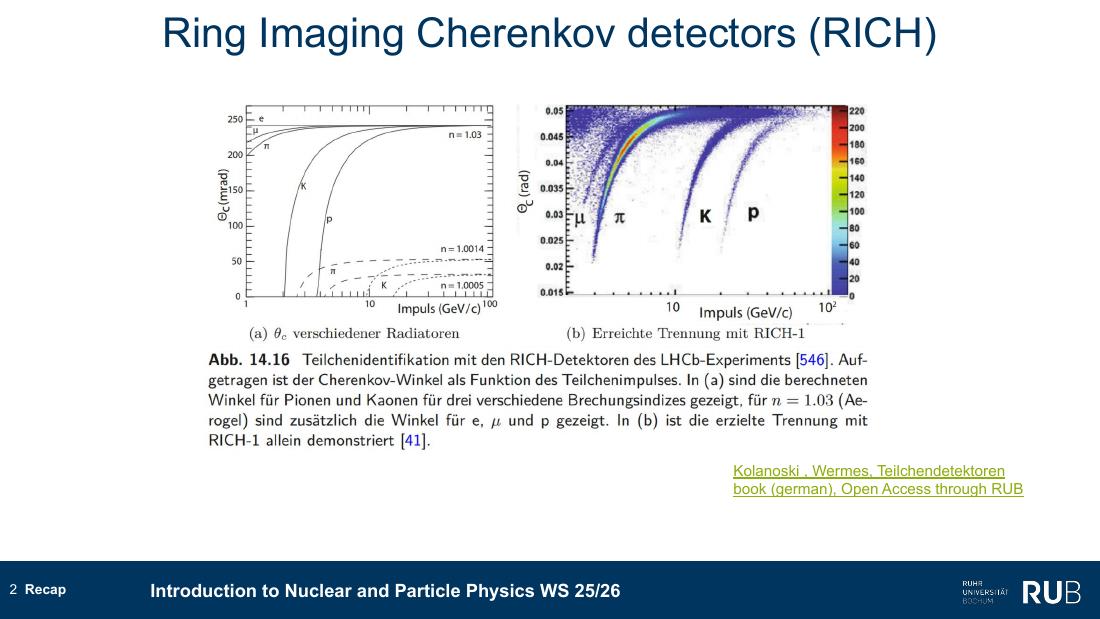 Ring Imaging Cherenkov detectors (RICH)
250
200
150
100
50
0
Θc(mrad)
e
μ
π
K
p
n = 1.03
n = 1.0014
π
K
n = 1.0005
1
10
100
Impuls (GeV/c)
(a) θc verschiedener Radiatoren
0.05
0.045
0.04
0.035
0.03
0.025
0.02
0.015
Θc (rad)
μ
π
K
p
10
10²
Impuls (GeV/c)
220
200
180
160
140
120
100
80
60
40
20
0
(b) Erreichte Trennung mit RICH-1
Abb. 14.16 Teilchenidentifikation mit den RICH-Detektoren des LHCb-Experiments [546]. Auf-
getragen ist der Cherenkov-Winkel als Funktion des Teilchenimpulses. In (a) sind die berechneten
Winkel für Pionen und Kaonen für drei verschiedene Brechungsindizes gezeigt, für n = 1.03 (Ae-
rogel) sind zusätzlich die Winkel für e, μ und p gezeigt. In (b) ist die erzielte Trennung mit
RICH-1 allein demonstriert [41].
Kolanoski , Wermes, Teilchendetektoren
book (german), Open Access through RUB
2 Recap
Introduction to Nuclear and Particle Physics WS 25/26
RUHR
UNIVERSITÄT
BOCHUM
RUB